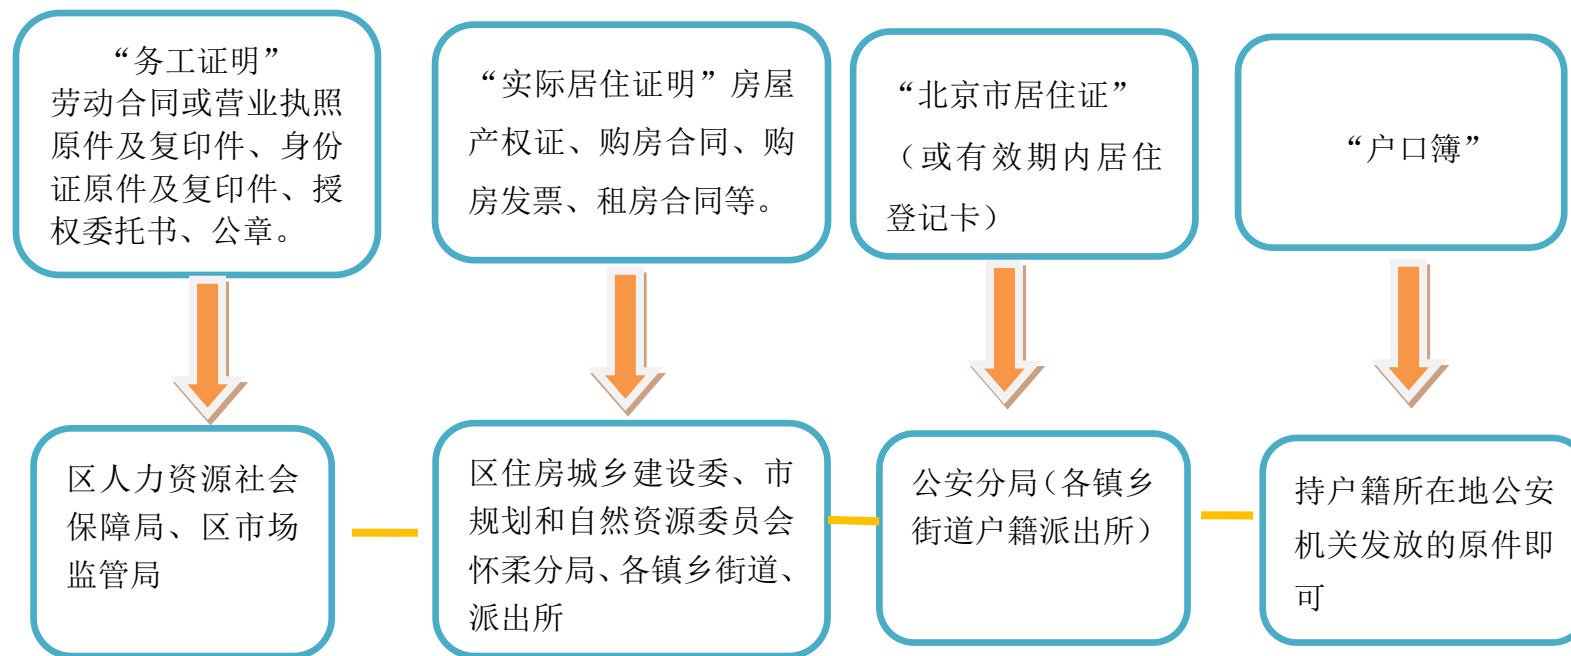 “务工证明”
劳动合同或营业执照
原件及复印件、身份
证原件及复印件、授
权委托书、公章。
“实际居住证明”房屋
产权证、购房合同、购
房发票、租房合同等。
“北京市居住证”
（或有效期内居住
登记卡）
“户口簿”
区人力资源社会
保障局、区市场
监管局
区住房城乡建设委、市
规划和自然资源委员会
怀柔分局、各镇乡街道、
派出所
公安分局（各镇乡
街道户籍派出所）
持户籍所在地公安
机关发放的原件即
可